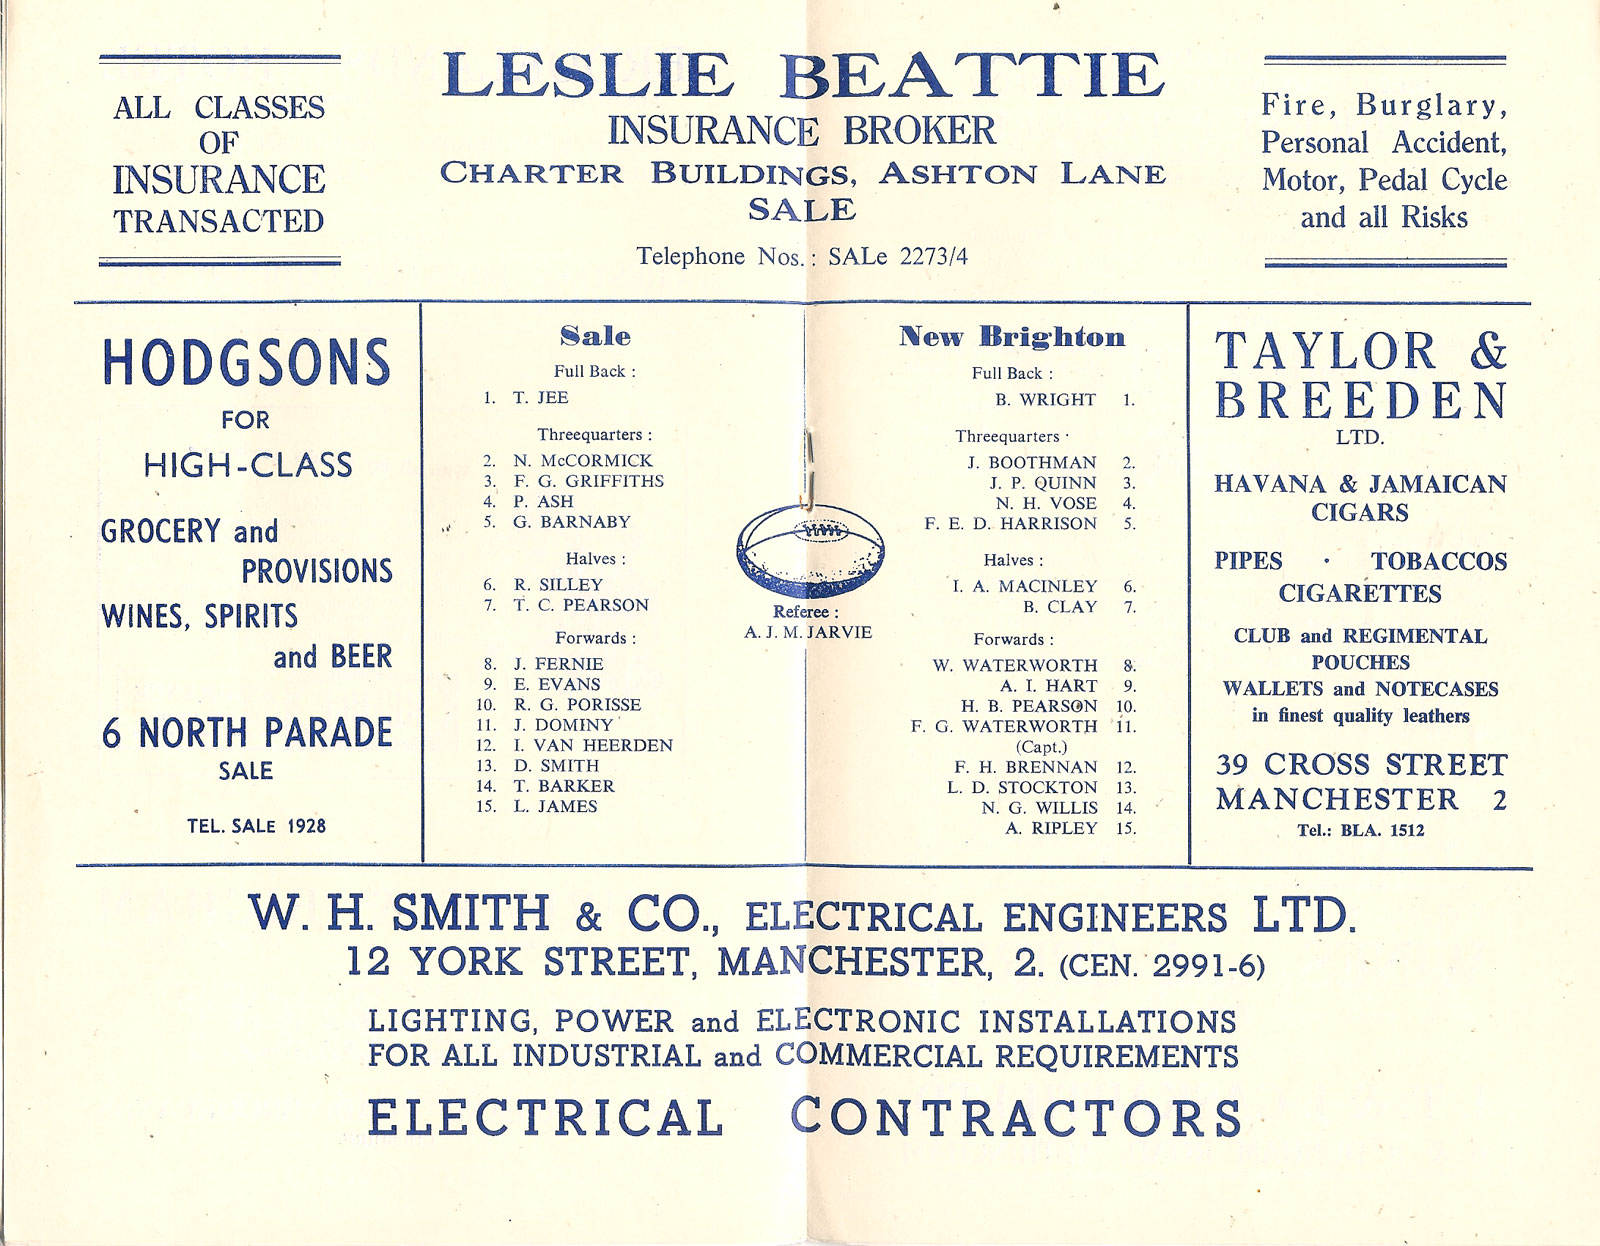 ALL CLASSES
OF
INSURANCE
TRANSACTED
LESLIE BEATTIE
INSURANCE BROKER
CHARTER BUILDINGS, ASHTON LANE
SALE
Telephone Nos. : SALe 2273/4
Fire, Burglary,
Personal Accident,
Motor, Pedal Cycle
and all Risks
HODGSONS
FOR
HIGH-CLASS
GROCERY and
PROVISIONS
WINES, SPIRITS
and BEER
6 NORTH PARADE
SALE
TEL. SALE 1928
Sale
Full Back :
1. T. JEE
Threequarters :
2. N. McCORMICK
3. F. G. GRIFFITHS
4. P. ASH
5. G. BARNABY
Halves :
6. R. SILLEY
7. T. C. PEARSON
Forwards :
8. J. FERNIE
9. E. EVANS
10. R. G. PORISSE
11. J. DOMINY
12. I. VAN HEERDEN
13. D. SMITH
14. T. BARKER
15. L. JAMES
Referee :
A. J. M. JARVIE
New Brighton
Full Back :
B. WRIGHT 1.
Threequarters ·
J. BOOTHMAN 2.
J. P. QUINN 3.
N. H. VOSE 4.
F. E. D. HARRISON 5.
Halves :
I. A. MACINLEY 6.
B. CLAY 7.
Forwards :
W. WATERWORTH 8.
A. I. HART 9.
H. B. PEARSON 10.
F. G. WATERWORTH 11.
(Capt.)
F. H. BRENNAN 12.
L. D. STOCKTON 13.
N. G. WILLIS 14.
A. RIPLEY 15.
TAYLOR &
BREEDEN
LTD.
HAVANA & JAMAICAN
CIGARS
PIPES · TOBACCOS
CIGARETTES
CLUB and REGIMENTAL
POUCHES
WALLETS and NOTECASES
in finest quality leathers
39 CROSS STREET
MANCHESTER 2
Tel.: BLA. 1512
W. H. SMITH & CO., ELECTRICAL ENGINEERS LTD.
12 YORK STREET, MANCHESTER, 2. (CEN. 2991-6)
LIGHTING, POWER and ELECTRONIC INSTALLATIONS
FOR ALL INDUSTRIAL and COMMERCIAL REQUIREMENTS
ELECTRICAL CONTRACTORS